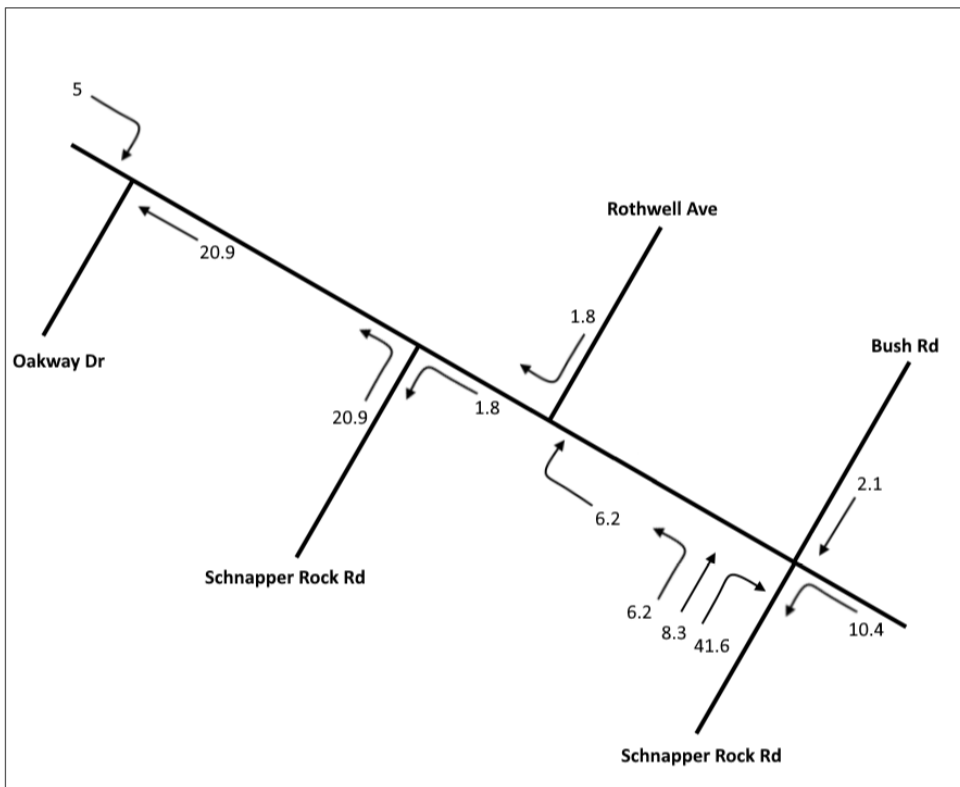 5
Rothwell Ave
20.9
1.8
Bush Rd
Oakway Dr
1.8
20.9
2.1
6.2
Schnapper Rock Rd
6.2
8.3
41.6
10.4
Schnapper Rock Rd